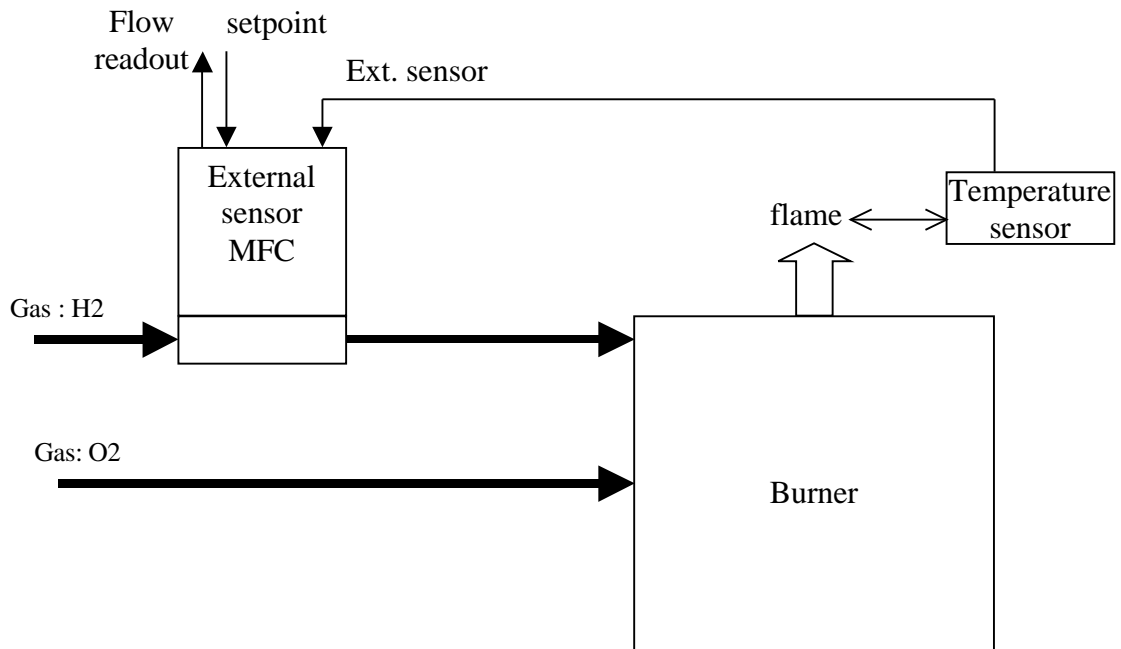 Flow
readout
setpoint
Ext. sensor
External
sensor
MFC
Temperature
sensor
flame
Gas : H2
Gas: O2
Burner